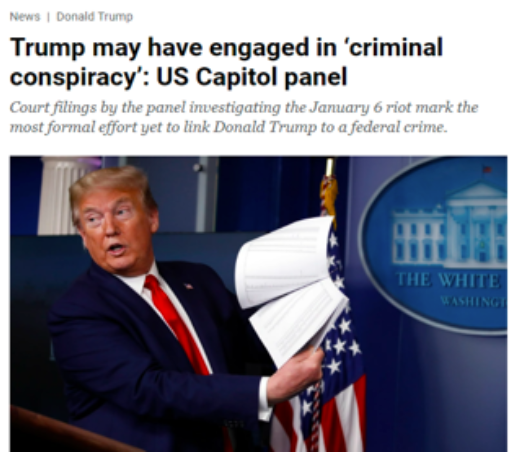 News | Donald Trump
Trump may have engaged in ‘criminal
conspiracy’: US Capitol panel
Court filings by the panel investigating the January 6 riot mark the
most formal effort yet to link Donald Trump to a federal crime.
THE WHITE
WASHINGT